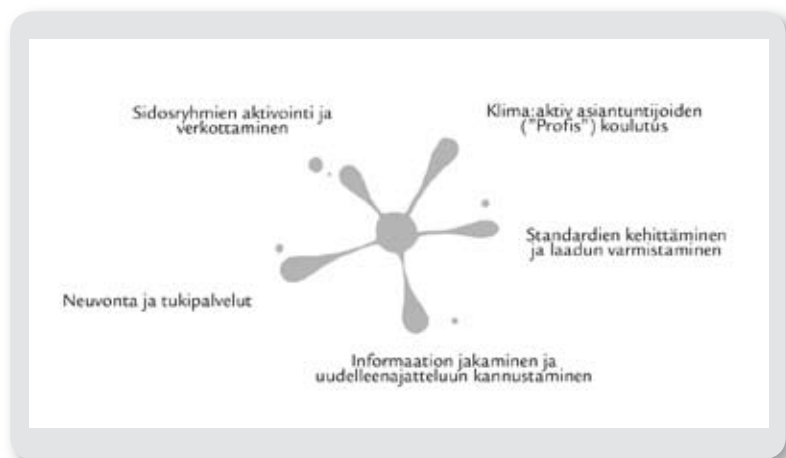 Sidosryhmien aktivointi ja
verkottaminen
Klima:aktiv asiantuntijoiden
("Profis") koulutus
Standardien kehittäminen
ja laadun varmistaminen
Neuvonta ja tukipalvelut
Informaation jakaminen ja
uudelleenajatteluun kannustaminen